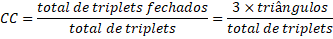 CC = total de triplets fechados / total de triplets = 3 × triângulos / total de triplets